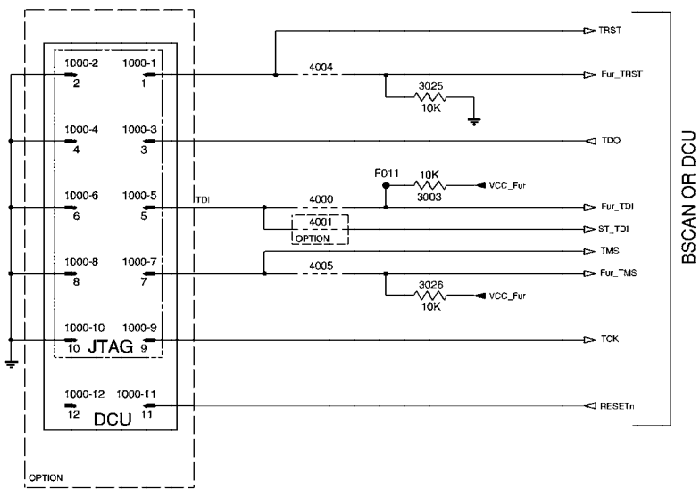 TRST
1000-2 1000-1 4004 Fur_TRST
2 1
3025
10K
1000-4 1000-3 TDO
4 3
F011 10K VCC_Fur
3003
1000-6 1000-5 TDI 4000 Fur_TDI
6 5
4001 ST_TDI
OPTION
TMS
1000-8 1000-7 4005 Fur_TMS
8 7
3026 VCC_Fur
10K
1000-10 1000-9 TCK
10 JTAG 9
1000-12 1000-11 RESETn
12 DCU 11
OPTION
BSCAN OR DCU